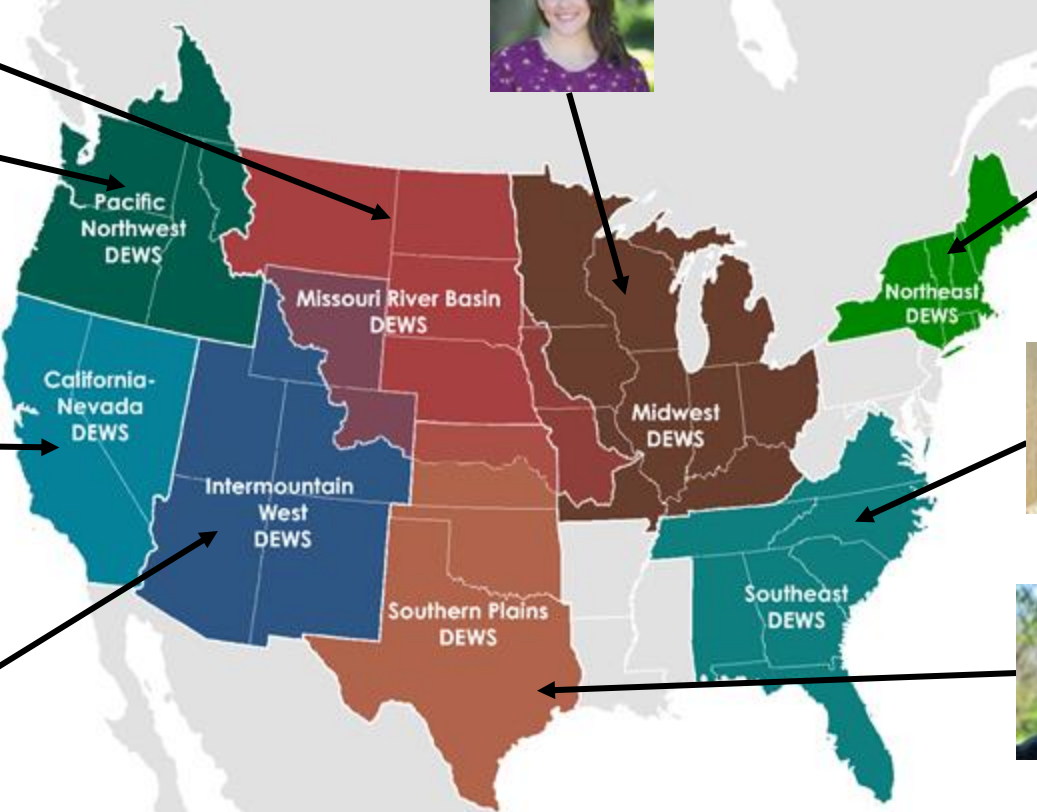 Pacific
Northwest
DEWS
Missouri River Basin
DEWS
Northeast
DEWS
California-
Nevada
DEWS
Midwest
DEWS
Intermountain
West
DEWS
Southern Plains
DEWS
Southeast
DEWS